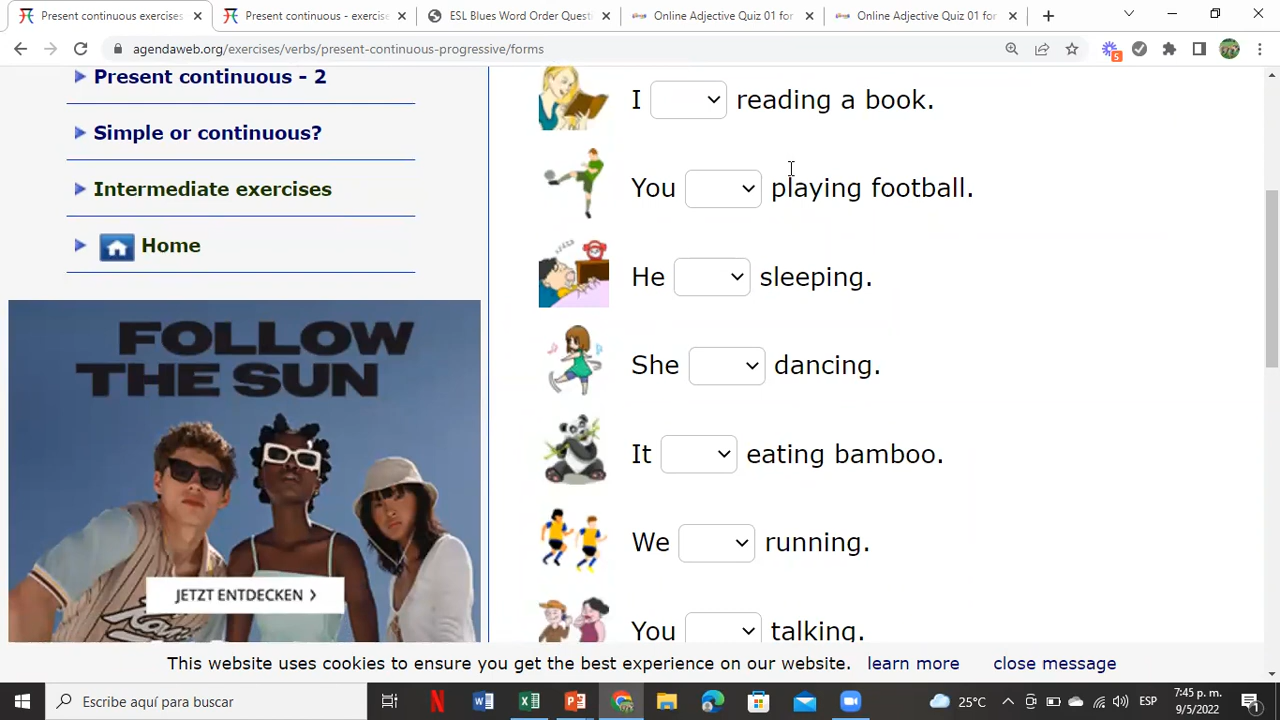 Present continuous exercises
Present continuous - exercise
ESL Blues Word Order Questi
Online Adjective Quiz 01 for
Online Adjective Quiz 01 for
agendaweb.org/exercises/verbs/present-continuous-progressive/forms
5
Present continuous - 2
Simple or continuous?
Intermediate exercises
Home
FOLLOW
THE SUN
JETZT ENTDECKEN >
I reading a book.
You playing football.
He sleeping.
She dancing.
It eating bamboo.
We running.
You talking.
This website uses cookies to ensure you get the best experience on our website. learn more close message
Escribe aquí para buscar
25°C
ESP
7:45 p. m.
9/5/2022
1